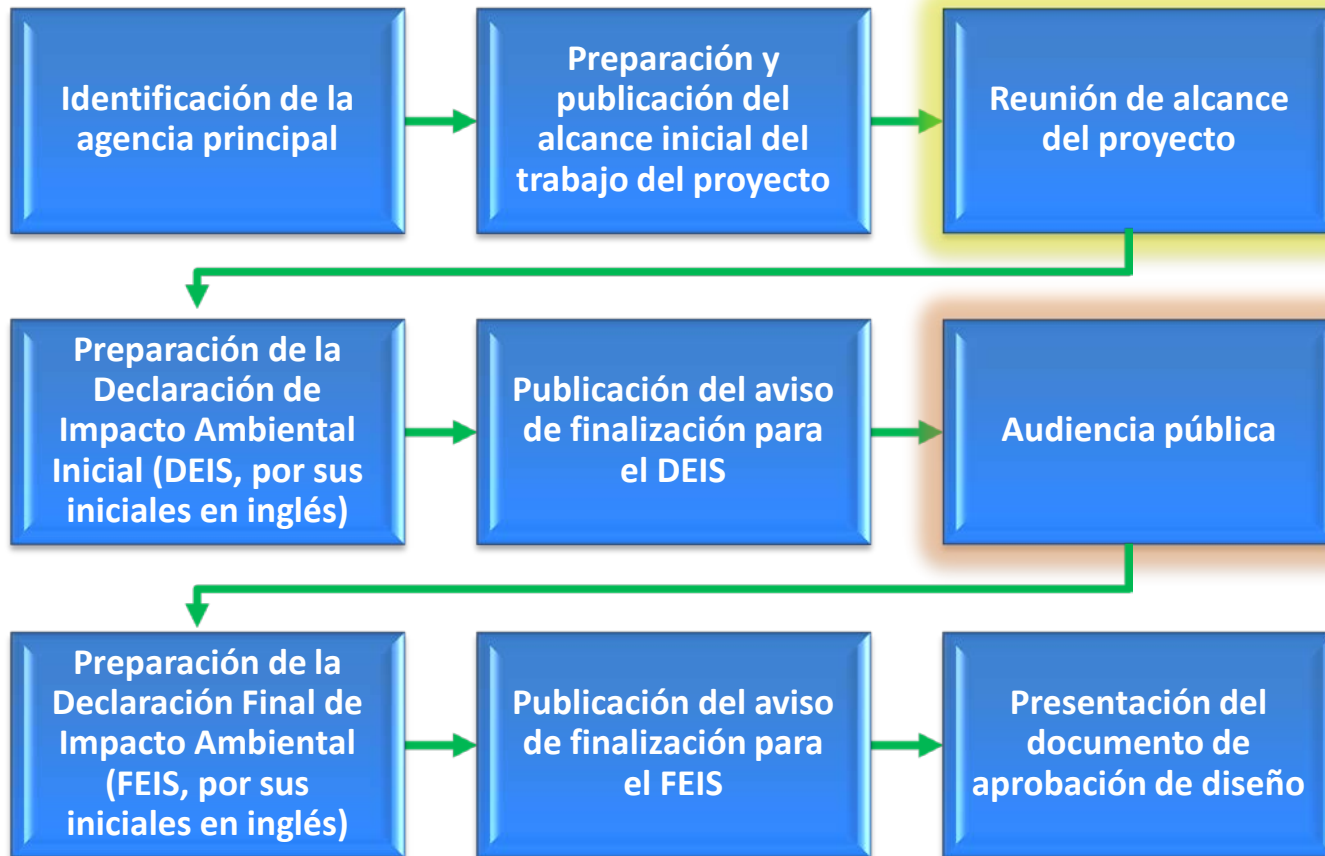 Identificación de la
agencia principal
Preparación y
publicación del
alcance inicial del
trabajo del proyecto
Reunión de alcance
del proyecto
Preparación de la
Declaración de
Impacto Ambiental
Inicial (DEIS, por sus
iniciales en inglés)
Publicación del aviso
de finalización para
el DEIS
Audiencia pública
Preparación de la
Declaración Final de
Impacto Ambiental
(FEIS, por sus
iniciales en inglés)
Publicación del aviso
de finalización para
el FEIS
Presentación del
documento de
aprobación de diseño